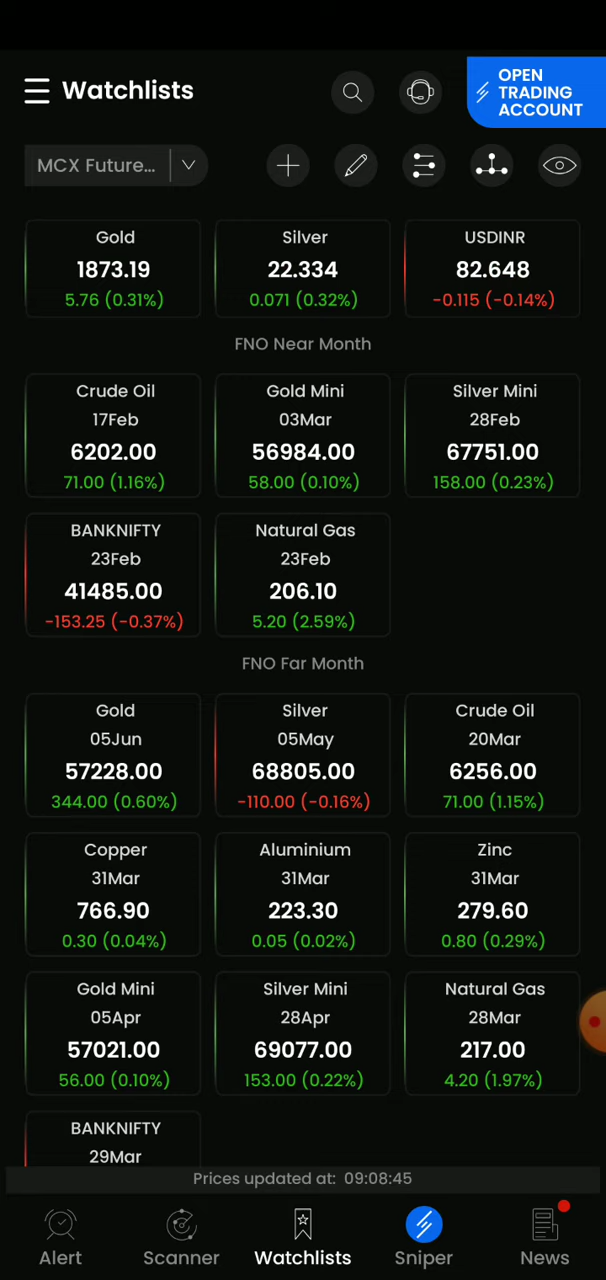 Watchlists
OPEN
TRADING
ACCOUNT
MCX Future...
Gold
1873.19
5.76 (0.31%)
Silver
22.334
0.071 (0.32%)
USDINR
82.648
-0.115 (-0.14%)
FNO Near Month
Crude Oil
17Feb
6202.00
71.00 (1.16%)
Gold Mini
03Mar
56984.00
58.00 (0.10%)
Silver Mini
28Feb
67751.00
158.00 (0.23%)
BANKNIFTY
23Feb
41485.00
-153.25 (-0.37%)
Natural Gas
23Feb
206.10
5.20 (2.59%)
FNO Far Month
Gold
05Jun
57228.00
344.00 (0.60%)
Silver
05May
68805.00
-110.00 (-0.16%)
Crude Oil
20Mar
6256.00
71.00 (1.15%)
Copper
31Mar
766.90
0.30 (0.04%)
Aluminium
31Mar
223.30
0.05 (0.02%)
Zinc
31Mar
279.60
0.80 (0.29%)
Gold Mini
05Apr
57021.00
56.00 (0.10%)
Silver Mini
28Apr
69077.00
153.00 (0.22%)
Natural Gas
28Mar
217.00
4.20 (1.97%)
BANKNIFTY
29Mar
Prices updated at: 09:08:45
Alert
Scanner
Watchlists
Sniper
News